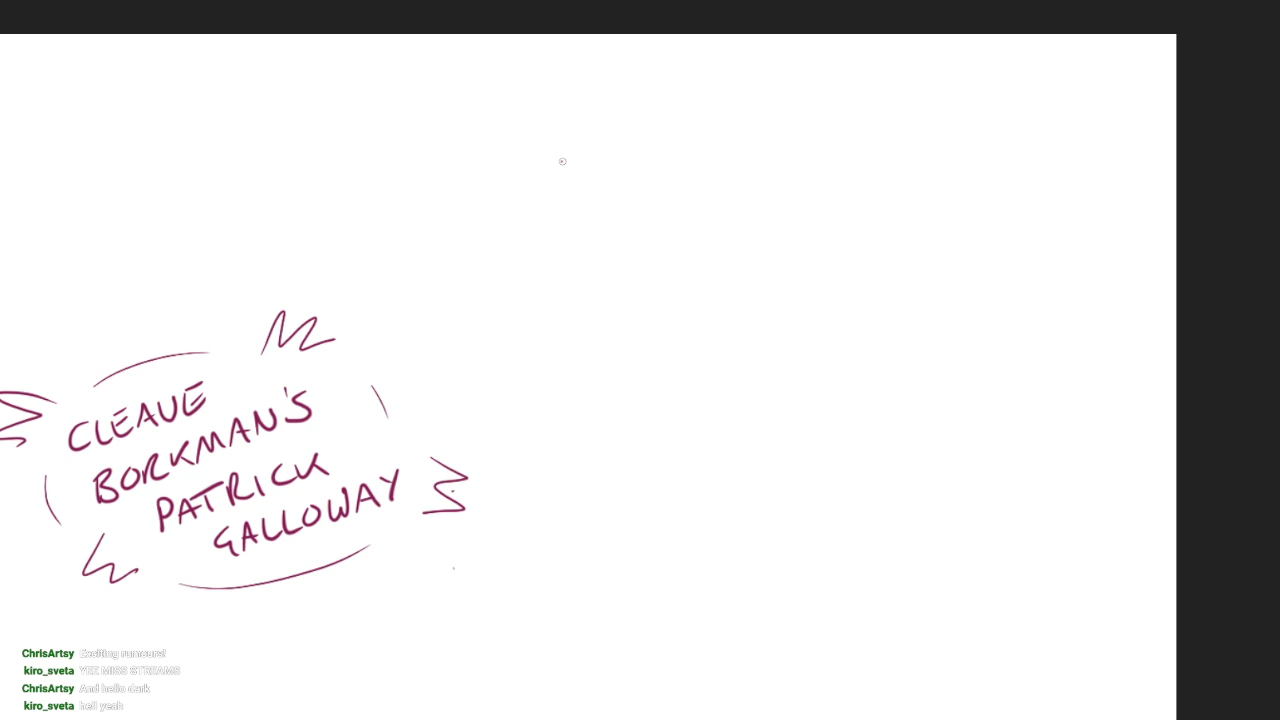 CLEAVE
BORKMAN'S
PATRICK
GALLOWAY
ChrisArtsy Exciting rumours!
kiro_sveta YEE MISS STREAMS
ChrisArtsy And hello dark
kiro_sveta hell yeah